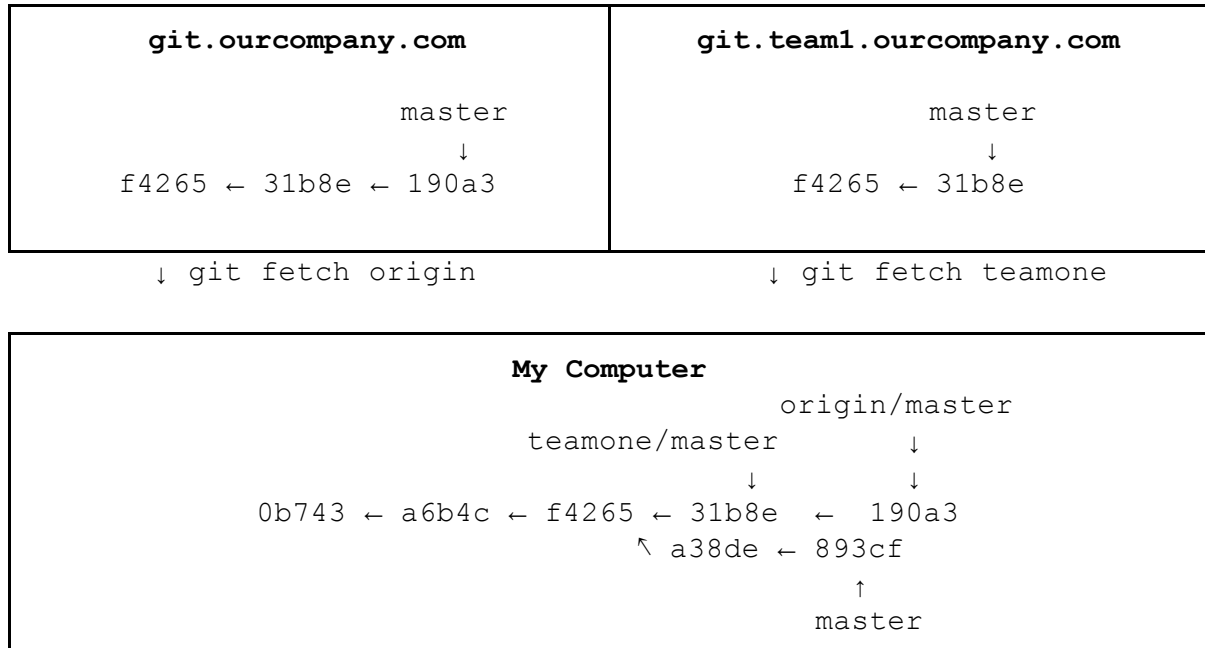 git.ourcompany.com
master
↓
f4265 ← 31b8e ← 190a3
git.team1.ourcompany.com
master
↓
f4265 ← 31b8e
↓ git fetch origin
↓ git fetch teamone
My Computer
origin/master
teamone/master ↓
↓ ↓
0b743 ← a6b4c ← f4265 ← 31b8e ← 190a3
↖ a38de ← 893cf
↑
master